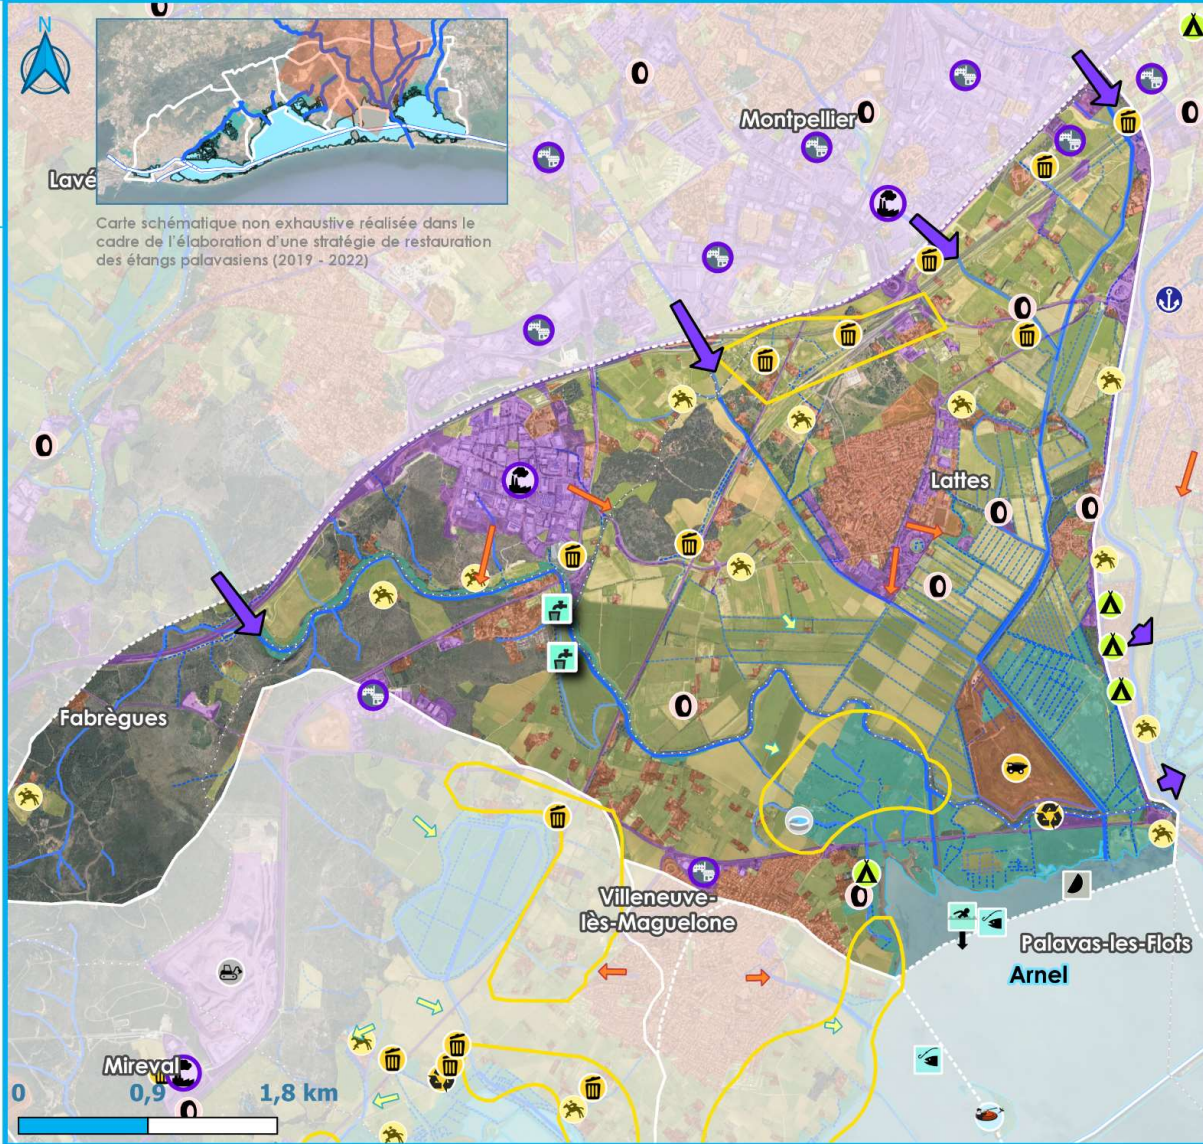 N
Lavé
Carte schématique non exhaustive réalisée dans le
cadre de l'élaboration d'une stratégie de restauration
des étangs palavasiens (2019 - 2022)
Montpellier
Lattes
Fabrègues
Villeneuve-
lès-Maguelone
Palavas-les-Flots
Arnel
Mireval
0 0,9 1,8 km